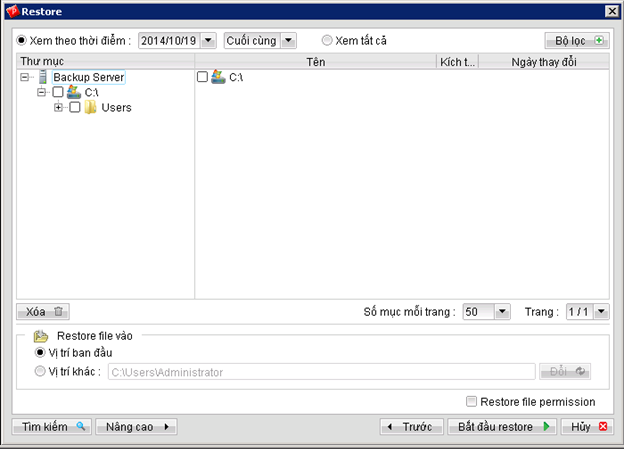 Restore
Xem theo thời điểm : 2014/10/19 Cuối cùng Xem tất cả Bộ lọc
Thư mục Tên Kích t... Ngày thay đổi
Backup Server C:\
C:\
Users
Xóa Số mục mỗi trang : 50 Trang : 1 / 1
Restore file vào
Vị trí ban đầu
Vị trí khác : C:\Users\Administrator Đổi
Restore file permission
Tìm kiếm Nâng cao Trước Bắt đầu restore Hủy